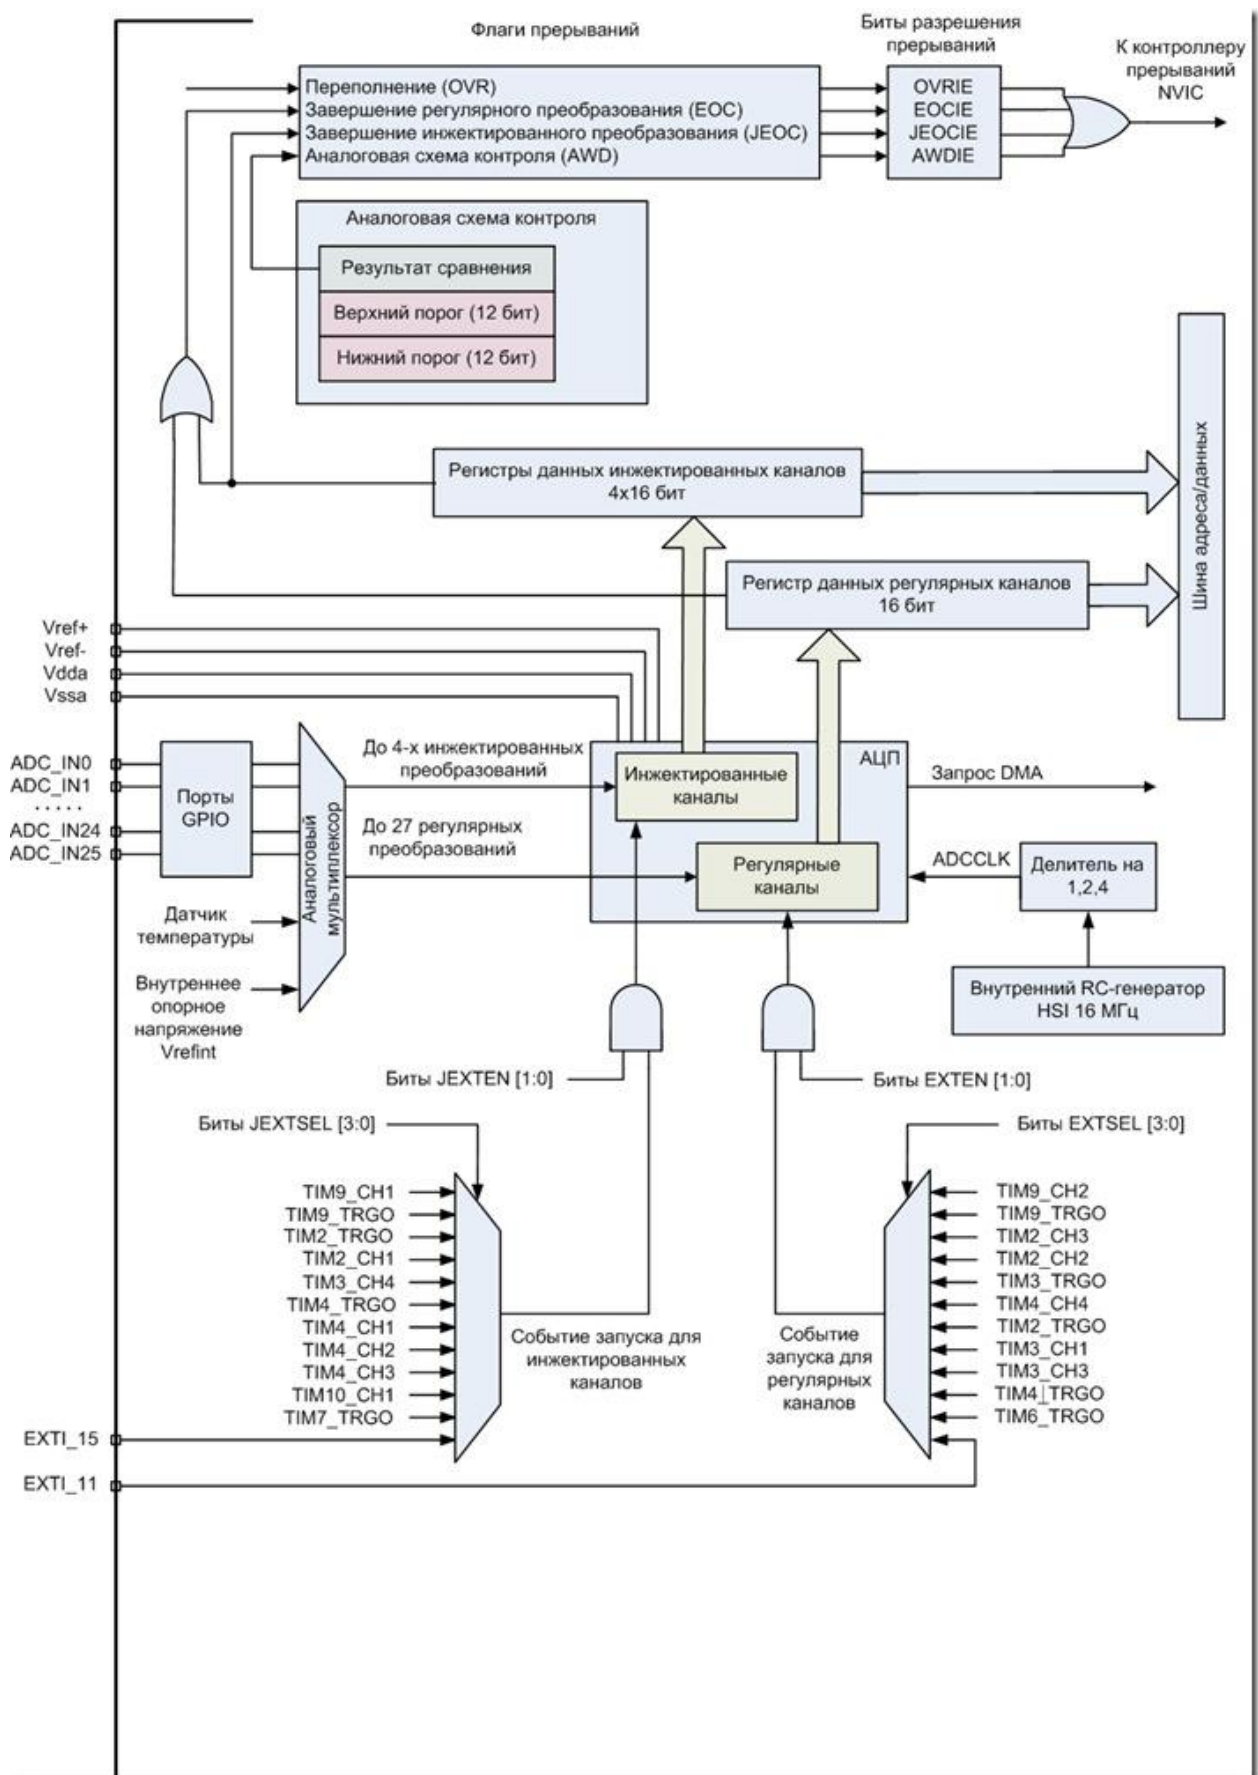 Флаги прерываний
Биты разрешения
прерываний
К контроллеру
прерываний
NVIC
Переполнение (OVR)
Завершение регулярного преобразования (EOC)
Завершение инжектированного преобразования (JEOC)
Аналоговая схема контроля (AWD)
OVRIE
EOCIE
JEOCIE
AWDIE
Аналоговая схема контроля
Результат сравнения
Верхний порог (12 бит)
Нижний порог (12 бит)
Шина адреса/данных
Регистры данных инжектированных каналов
4x16 бит
Регистр данных регулярных каналов
16 бит
Vref+
Vref-
Vdda
Vssa
ADC_IN0
ADC_IN1
. . . . .
ADC_IN24
ADC_IN25
Порты
GPIO
Аналоговый
мультиплексор
До 4-х инжектированных
преобразований
До 27 регулярных
преобразований
АЦП
Инжектированные
каналы
Регулярные
каналы
Запрос DMA
ADCCLK
Делитель на
1,2,4
Внутренний RC-генератор
HSI 16 МГц
Датчик
температуры
Внутреннее
опорное
напряжение
Vrefint
Биты JEXTEN [1:0]
Биты EXTEN [1:0]
Биты JEXTSEL [3:0]
Биты EXTSEL [3:0]
TIM9_CH1
TIM9_TRGO
TIM2_TRGO
TIM2_CH1
TIM3_CH4
TIM4_TRGO
TIM4_CH1
TIM4_CH2
TIM4_CH3
TIM10_CH1
TIM7_TRGO
Событие запуска для
инжектированных
каналов
Событие
запуска для
регулярных
каналов
TIM9_CH2
TIM9_TRGO
TIM2_CH3
TIM2_CH2
TIM3_TRGO
TIM4_CH4
TIM2_TRGO
TIM3_CH1
TIM3_CH3
TIM4_TRGO
TIM6_TRGO
EXTI_15
EXTI_11